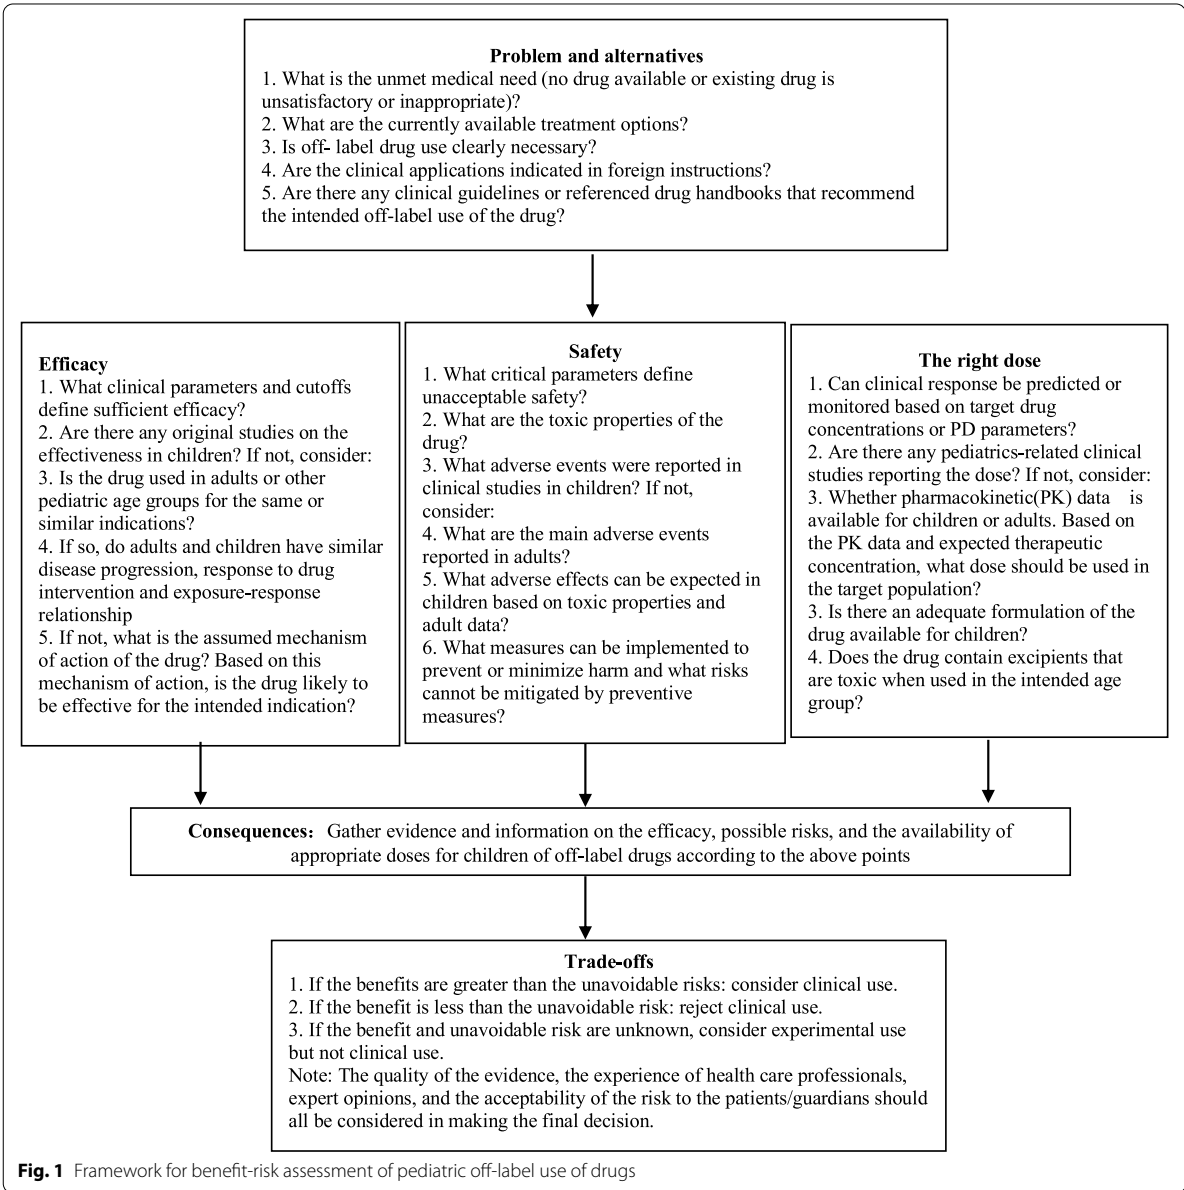 Problem and alternatives
1. What is the unmet medical need (no drug available or existing drug is
unsatisfactory or inappropriate)?
2. What are the currently available treatment options?
3. Is off- label drug use clearly necessary?
4. Are the clinical applications indicated in foreign instructions?
5. Are there any clinical guidelines or referenced drug handbooks that recommend
the intended off-label use of the drug?
Efficacy
1. What clinical parameters and cutoffs
define sufficient efficacy?
2. Are there any original studies on the
effectiveness in children? If not, consider:
3. Is the drug used in adults or other
pediatric age groups for the same or
similar indications?
4. If so, do adults and children have similar
disease progression, response to drug
intervention and exposure-response
relationship
5. If not, what is the assumed mechanism
of action of the drug? Based on this
mechanism of action, is the drug likely to
be effective for the intended indication?
Safety
1. What critical parameters define
unacceptable safety?
2. What are the toxic properties of the
drug?
3. What adverse events were reported in
clinical studies in children? If not,
consider:
4. What are the main adverse events
reported in adults?
5. What adverse effects can be expected in
children based on toxic properties and
adult data?
6. What measures can be implemented to
prevent or minimize harm and what risks
cannot be mitigated by preventive
measures?
The right dose
1. Can clinical response be predicted or
monitored based on target drug
concentrations or PD parameters?
2. Are there any pediatrics-related clinical
studies reporting the dose? If not, consider:
3. Whether pharmacokinetic(PK) data is
available for children or adults. Based on
the PK data and expected therapeutic
concentration, what dose should be used in
the target population?
3. Is there an adequate formulation of the
drug available for children?
4. Does the drug contain excipients that
are toxic when used in the intended age
group?
Consequences: Gather evidence and information on the efficacy, possible risks, and the availability of
appropriate doses for children of off-label drugs according to the above points
Trade-offs
1. If the benefits are greater than the unavoidable risks: consider clinical use.
2. If the benefit is less than the unavoidable risk: reject clinical use.
3. If the benefit and unavoidable risk are unknown, consider experimental use
but not clinical use.
Note: The quality of the evidence, the experience of health care professionals,
expert opinions, and the acceptability of the risk to the patients/guardians should
all be considered in making the final decision.
Fig. 1 Framework for benefit-risk assessment of pediatric off-label use of drugs